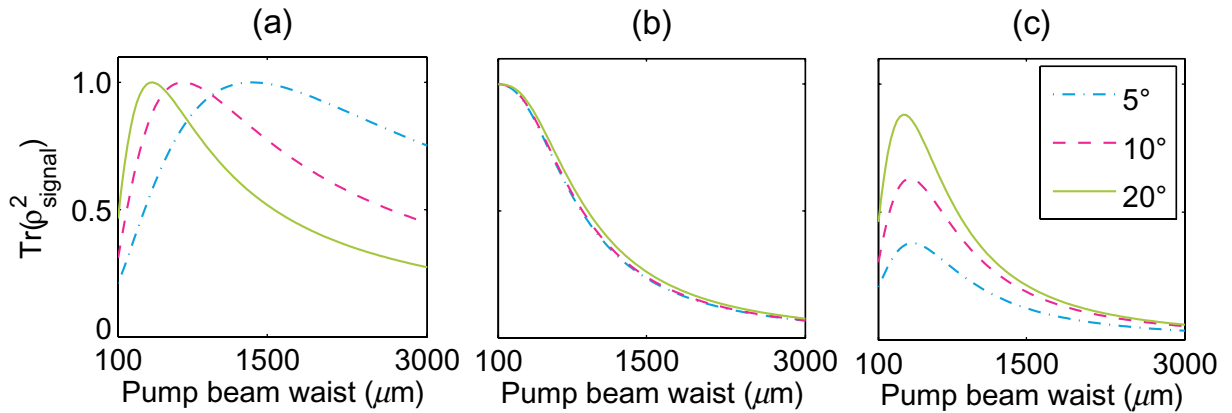 (a) (b) (c)
Tr(ρ²signal)
1.0
0.5
0
5°
10°
20°
100 1500 3000 100 1500 3000 100 1500 3000
Pump beam waist (μm) Pump beam waist (μm) Pump beam waist (μm)